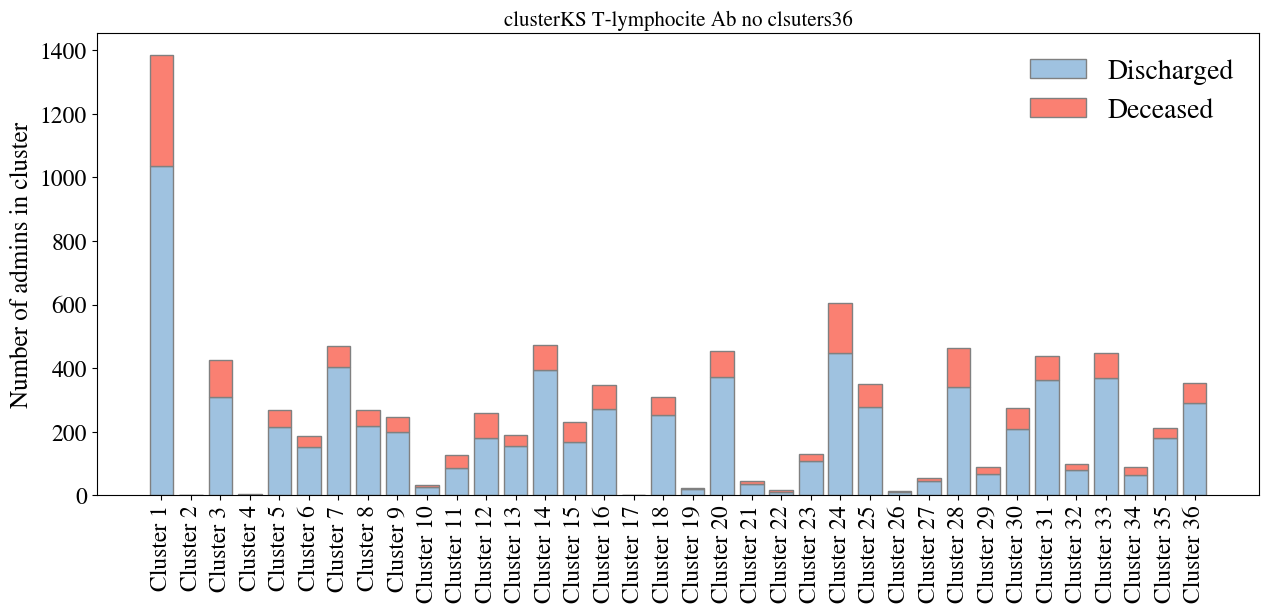 clusterKS T-lymphocite Ab no clsuters36
Number of admins in cluster
1400
1200
1000
800
600
400
200
0
Discharged
Deceased
Cluster 1
Cluster 2
Cluster 3
Cluster 4
Cluster 5
Cluster 6
Cluster 7
Cluster 8
Cluster 9
Cluster 10
Cluster 11
Cluster 12
Cluster 13
Cluster 14
Cluster 15
Cluster 16
Cluster 17
Cluster 18
Cluster 19
Cluster 20
Cluster 21
Cluster 22
Cluster 23
Cluster 24
Cluster 25
Cluster 26
Cluster 27
Cluster 28
Cluster 29
Cluster 30
Cluster 31
Cluster 32
Cluster 33
Cluster 34
Cluster 35
Cluster 36